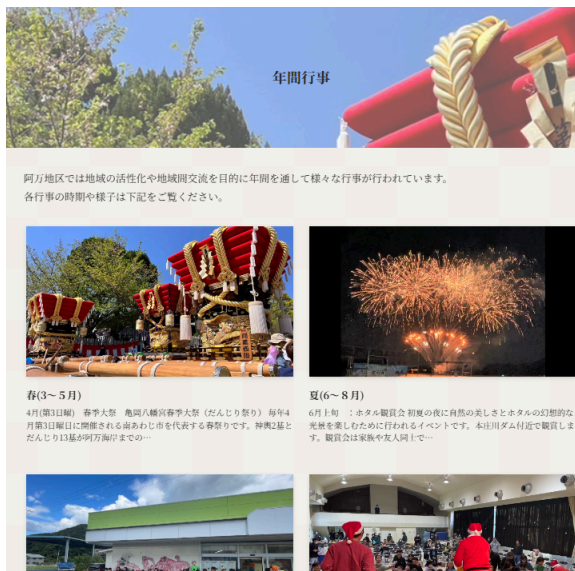 年間行事
阿万地区では地域の活性化や地域間交流を目的に年間を通して様々な行事が行われています。
各行事の時期や様子は下記をご覧ください。
春(3〜５月)
4月(第3日曜)　春季大祭　亀岡八幡宮春季大祭（だんじり祭り） 毎年4
月第3日曜日に開催される南あわじ市を代表する春祭りです。神輿2基と
だんじり13基が阿万海岸までの…
夏(6〜８月)
6月上旬　：ホタル観賞会 初夏の夜に自然の美しさとホタルの幻想的な
光景を楽しむために行われるイベントです。本庄川ダム付近で観賞しま
す。観賞会は家族や友人同士で…